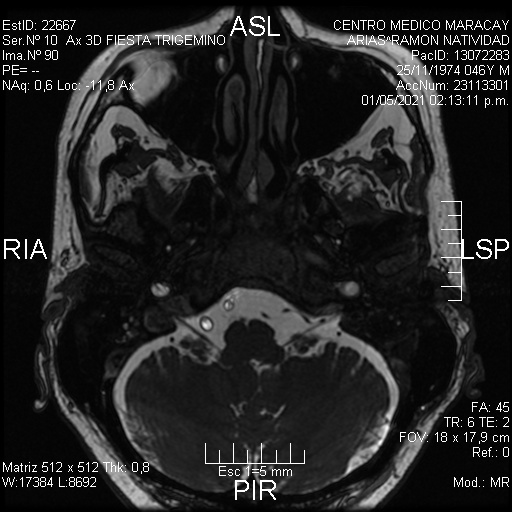 EstID: 22667
Ser.Nº 10  Ax 3D FIESTA TRIGEMINO
Ima.Nº 90
PE= --
NAq: 0,6 Loc: -11,8 Ax
ASL
CENTRO MEDICO MARACAY
ARIAS^RAMON NATIVIDAD
PacID: 13072283
25/11/1974 046Y M
AccNum: 23113301
01/05/2021 02:13:11 p.m.
RIA
LSP
FA: 45
TR: 6 TE: 2
FOV: 18 x 17,9 cm
Ref.: 0
Mod.: MR
Matriz 512 x 512 Thk: 0,8
W:17384 L:8692
Esc 1=5 mm
PIR